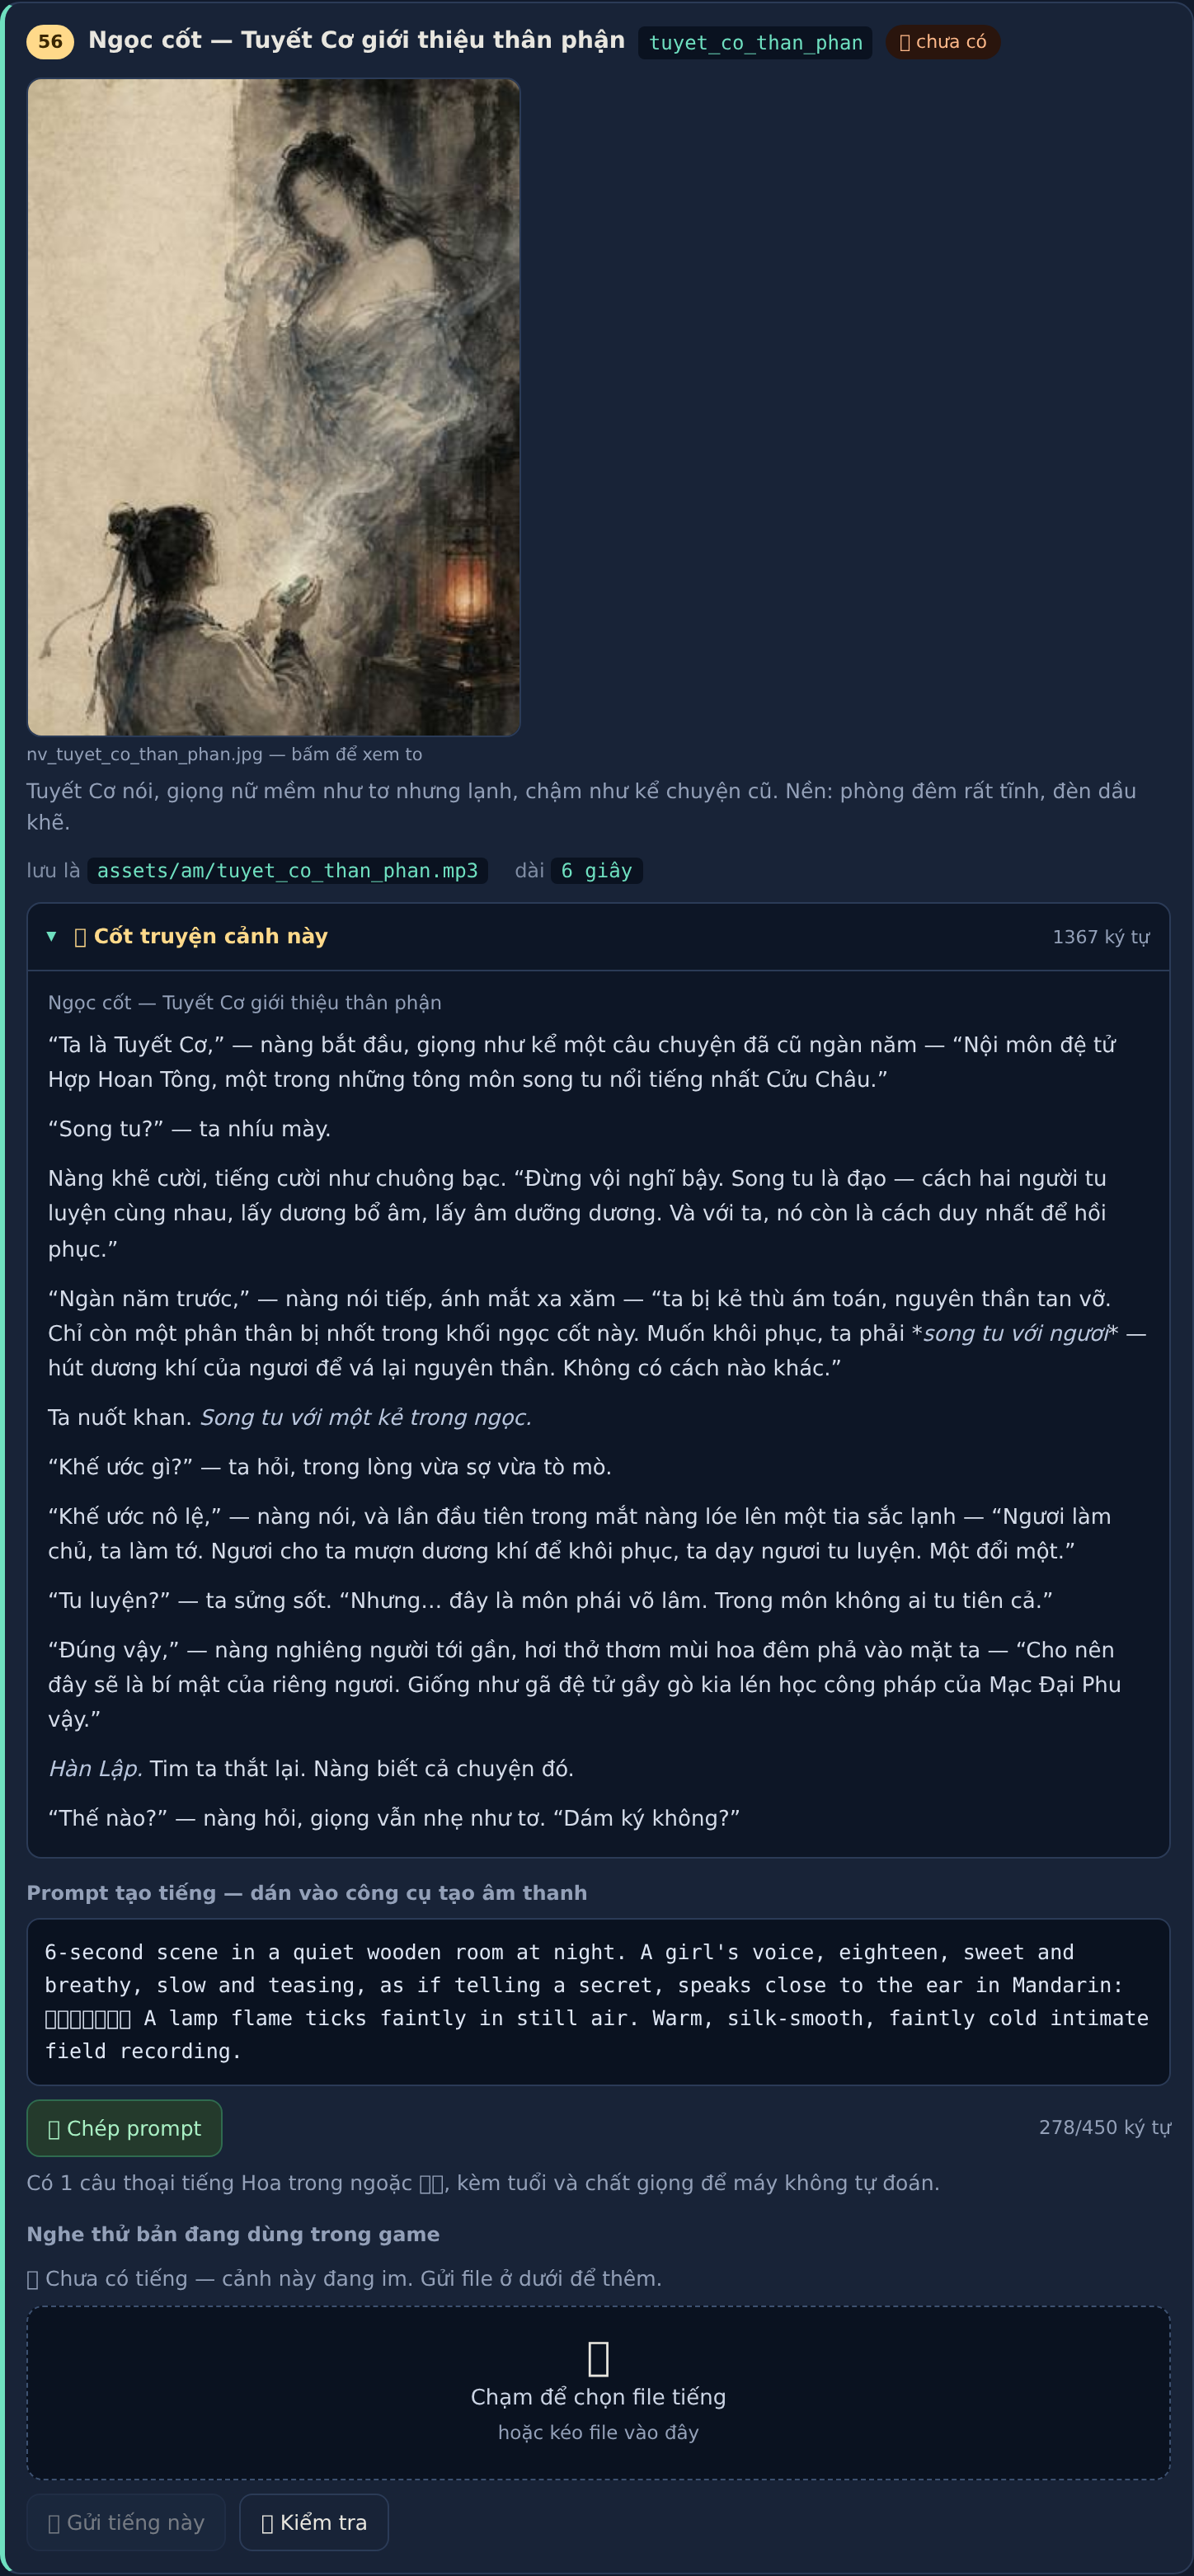 56 Ngọc cốt — Tuyết Cơ giới thiệu thân phận tuyet_co_than_phan chưa có
nv_tuyet_co_than_phan.jpg — bấm để xem to
Tuyết Cơ nói, giọng nữ mềm như tơ nhưng lạnh, chậm như kể chuyện cũ. Nền: phòng đêm rất tĩnh, đèn dầu
khẽ.
lưu là assets/am/tuyet_co_than_phan.mp3 dài 6 giây
▼ Cốt truyện cảnh này 1367 ký tự
Ngọc cốt — Tuyết Cơ giới thiệu thân phận
“Ta là Tuyết Cơ,” — nàng bắt đầu, giọng như kể một câu chuyện đã cũ ngàn năm — “Nội môn đệ tử
Hợp Hoan Tông, một trong những tông môn song tu nổi tiếng nhất Cửu Châu.”
“Song tu?” — ta nhíu mày.
Nàng khẽ cười, tiếng cười như chuông bạc. “Đừng vội nghĩ bậy. Song tu là đạo — cách hai người tu
luyện cùng nhau, lấy dương bổ âm, lấy âm dưỡng dương. Và với ta, nó còn là cách duy nhất để hồi
phục.”
“Ngàn năm trước,” — nàng nói tiếp, ánh mắt xa xăm — “ta bị kẻ thù ám toán, nguyên thần tan vỡ.
Chỉ còn một phân thân bị nhốt trong khối ngọc cốt này. Muốn khôi phục, ta phải *song tu với ngươi* —
hút dương khí của ngươi để vá lại nguyên thần. Không có cách nào khác.”
Ta nuốt khan. Song tu với một kẻ trong ngọc.
“Khế ước gì?” — ta hỏi, trong lòng vừa sợ vừa tò mò.
“Khế ước nô lệ,” — nàng nói, và lần đầu tiên trong mắt nàng lóe lên một tia sắc lạnh — “Ngươi làm
chủ, ta làm tớ. Ngươi cho ta mượn dương khí để khôi phục, ta dạy ngươi tu luyện. Một đổi một.”
“Tu luyện?” — ta sửng sốt. “Nhưng… đây là môn phái võ lâm. Trong môn không ai tu tiên cả.”
“Đúng vậy,” — nàng nghiêng người tới gần, hơi thở thơm mùi hoa đêm phả vào mặt ta — “Cho nên
đây sẽ là bí mật của riêng ngươi. Giống như gã đệ tử gầy gò kia lén học công pháp của Mạc Đại Phu
vậy.”
Hàn Lập. Tim ta thắt lại. Nàng biết cả chuyện đó.
“Thế nào?” — nàng hỏi, giọng vẫn nhẹ như tơ. “Dám ký không?”
Prompt tạo tiếng — dán vào công cụ tạo âm thanh
6-second scene in a quiet wooden room at night. A girl's voice, eighteen, sweet and
breathy, slow and teasing, as if telling a secret, speaks close to the ear in Mandarin:
A lamp flame ticks faintly in still air. Warm, silk-smooth, faintly cold intimate
field recording.
Chép prompt 278/450 ký tự
Có 1 câu thoại tiếng Hoa trong ngoặc , kèm tuổi và chất giọng để máy không tự đoán.
Nghe thử bản đang dùng trong game
Chưa có tiếng — cảnh này đang im. Gửi file ở dưới để thêm.
Chạm để chọn file tiếng
hoặc kéo file vào đây
Gửi tiếng này Kiểm tra